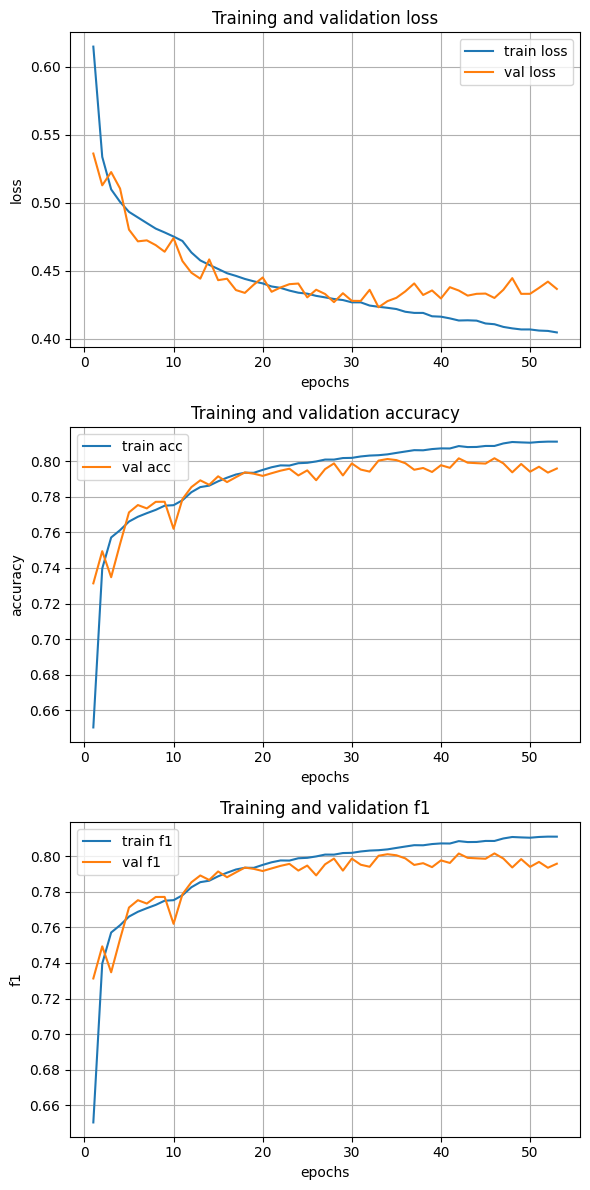 Training and validation loss
train loss
val loss
0.60
0.55
0.50
0.45
0.40
loss
0 10 20 30 40 50
epochs
Training and validation accuracy
train acc
val acc
0.80
0.78
0.76
0.74
0.72
0.70
0.68
0.66
accuracy
0 10 20 30 40 50
epochs
Training and validation f1
train f1
val f1
0.80
0.78
0.76
0.74
0.72
0.70
0.68
0.66
f1
0 10 20 30 40 50
epochs